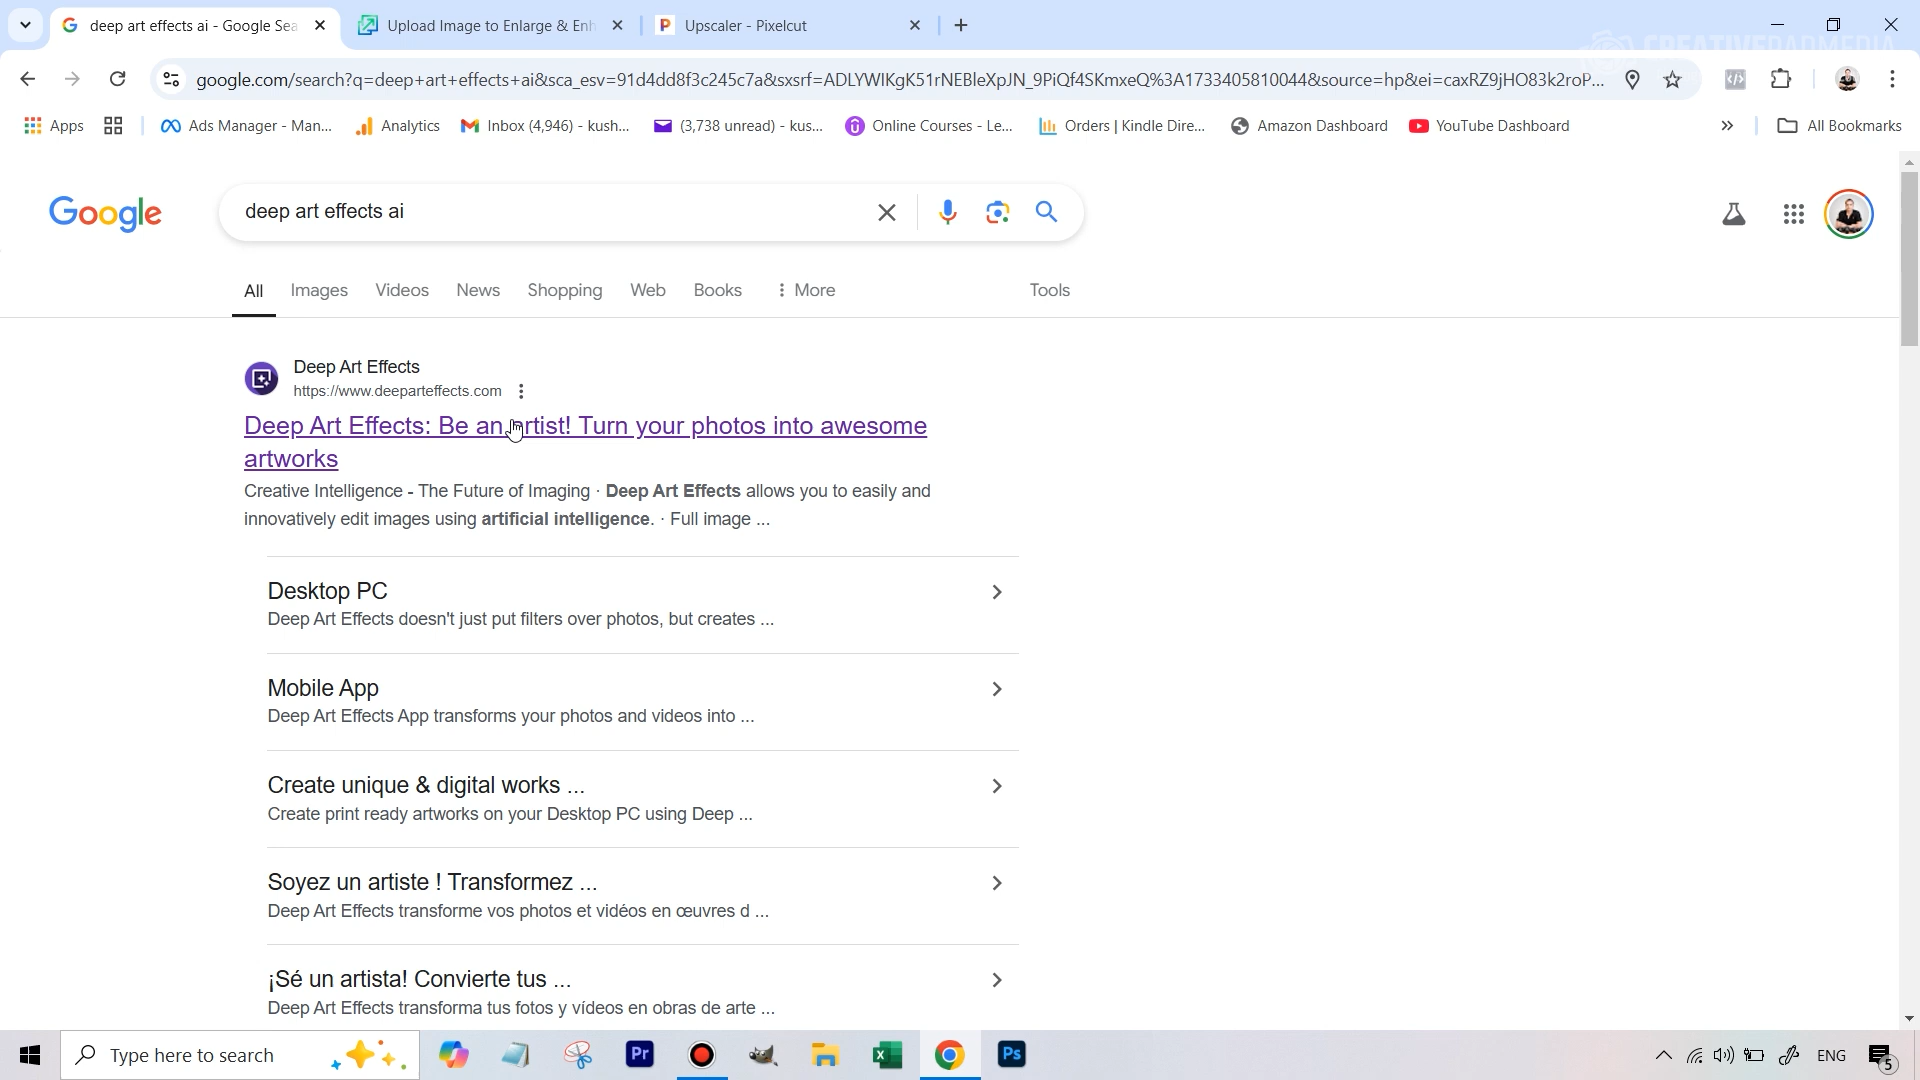 deep art effects ai - Google Sea
Upload Image to Enlarge & Enh
Upscaler - Pixelcut
CREATIVEDADMEDIA
google.com/search?q=deep+art+effects+ai&sca_esv=91d4dd8f3c245c7a&sxsrf=ADLYWIKgK51rNEBleXpJN_9PiQf4SKmxeQ%3A1733405810044&source=hp&ei=caxRZ9jHO83k2roP...
Apps
Ads Manager - Man...
Analytics
Inbox (4,946) - kush...
(3,738 unread) - kus...
Online Courses - Le...
Orders | Kindle Dire...
Amazon Dashboard
YouTube Dashboard
All Bookmarks
Google
deep art effects ai
All Images Videos News Shopping Web Books More Tools
Deep Art Effects
https://www.deeparteffects.com
Deep Art Effects: Be an artist! Turn your photos into awesome
artworks
Creative Intelligence - The Future of Imaging · Deep Art Effects allows you to easily and
innovatively edit images using artificial intelligence. · Full image ...
Desktop PC
Deep Art Effects doesn't just put filters over photos, but creates ...
Mobile App
Deep Art Effects App transforms your photos and videos into ...
Create unique & digital works ...
Create print ready artworks on your Desktop PC using Deep ...
Soyez un artiste ! Transformez ...
Deep Art Effects transforme vos photos et vidéos en œuvres d ...
¡Sé un artista! Convierte tus ...
Deep Art Effects transforma tus fotos y vídeos en obras de arte ...
Type here to search
Pr
Ps
ENG
5